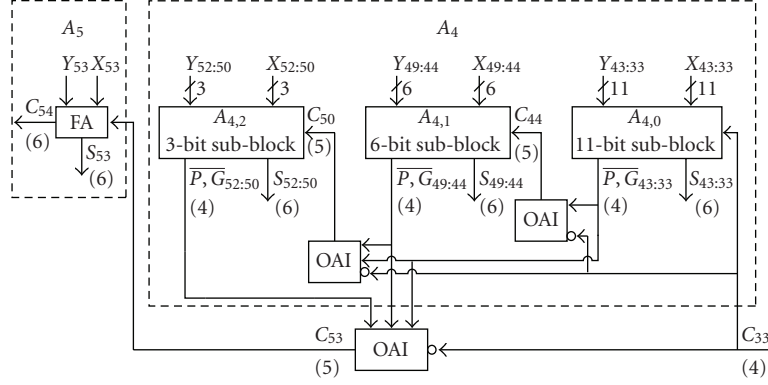 A5 A4
Y53 X53 Y52:50 X52:50 Y49:44 X49:44 Y43:33 X43:33
3 3 6 6 11 11
C54 FA A4,2 C50 A4,1 C44 A4,0
3-bit sub-block 6-bit sub-block 11-bit sub-block
(6) (5) (5)
S53 P, G52:50 S52:50 P, G49:44 S49:44 P, G43:33 S43:33
(6) (4) (6) (4) (6) (4) (6)
OAI
OAI
C53 OAI C33
(5) (4)